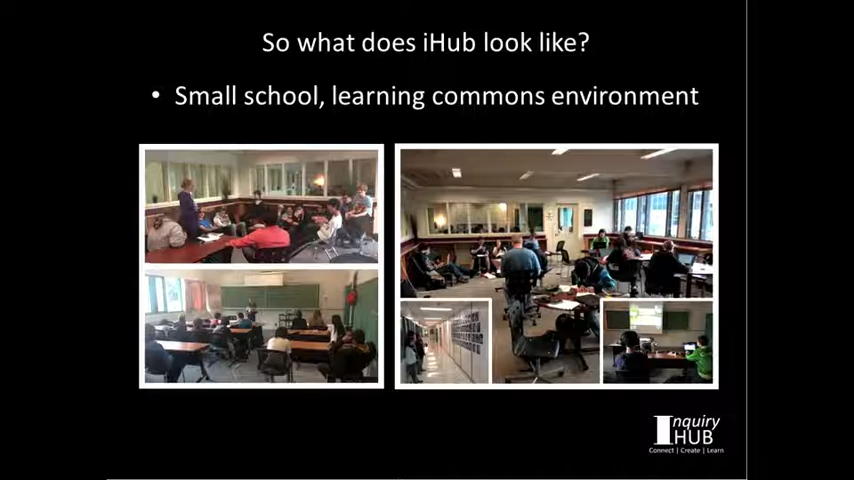 So what does iHub look like?
• Small school, learning commons environment
Inquiry
HUB
Connect | Create | Learn